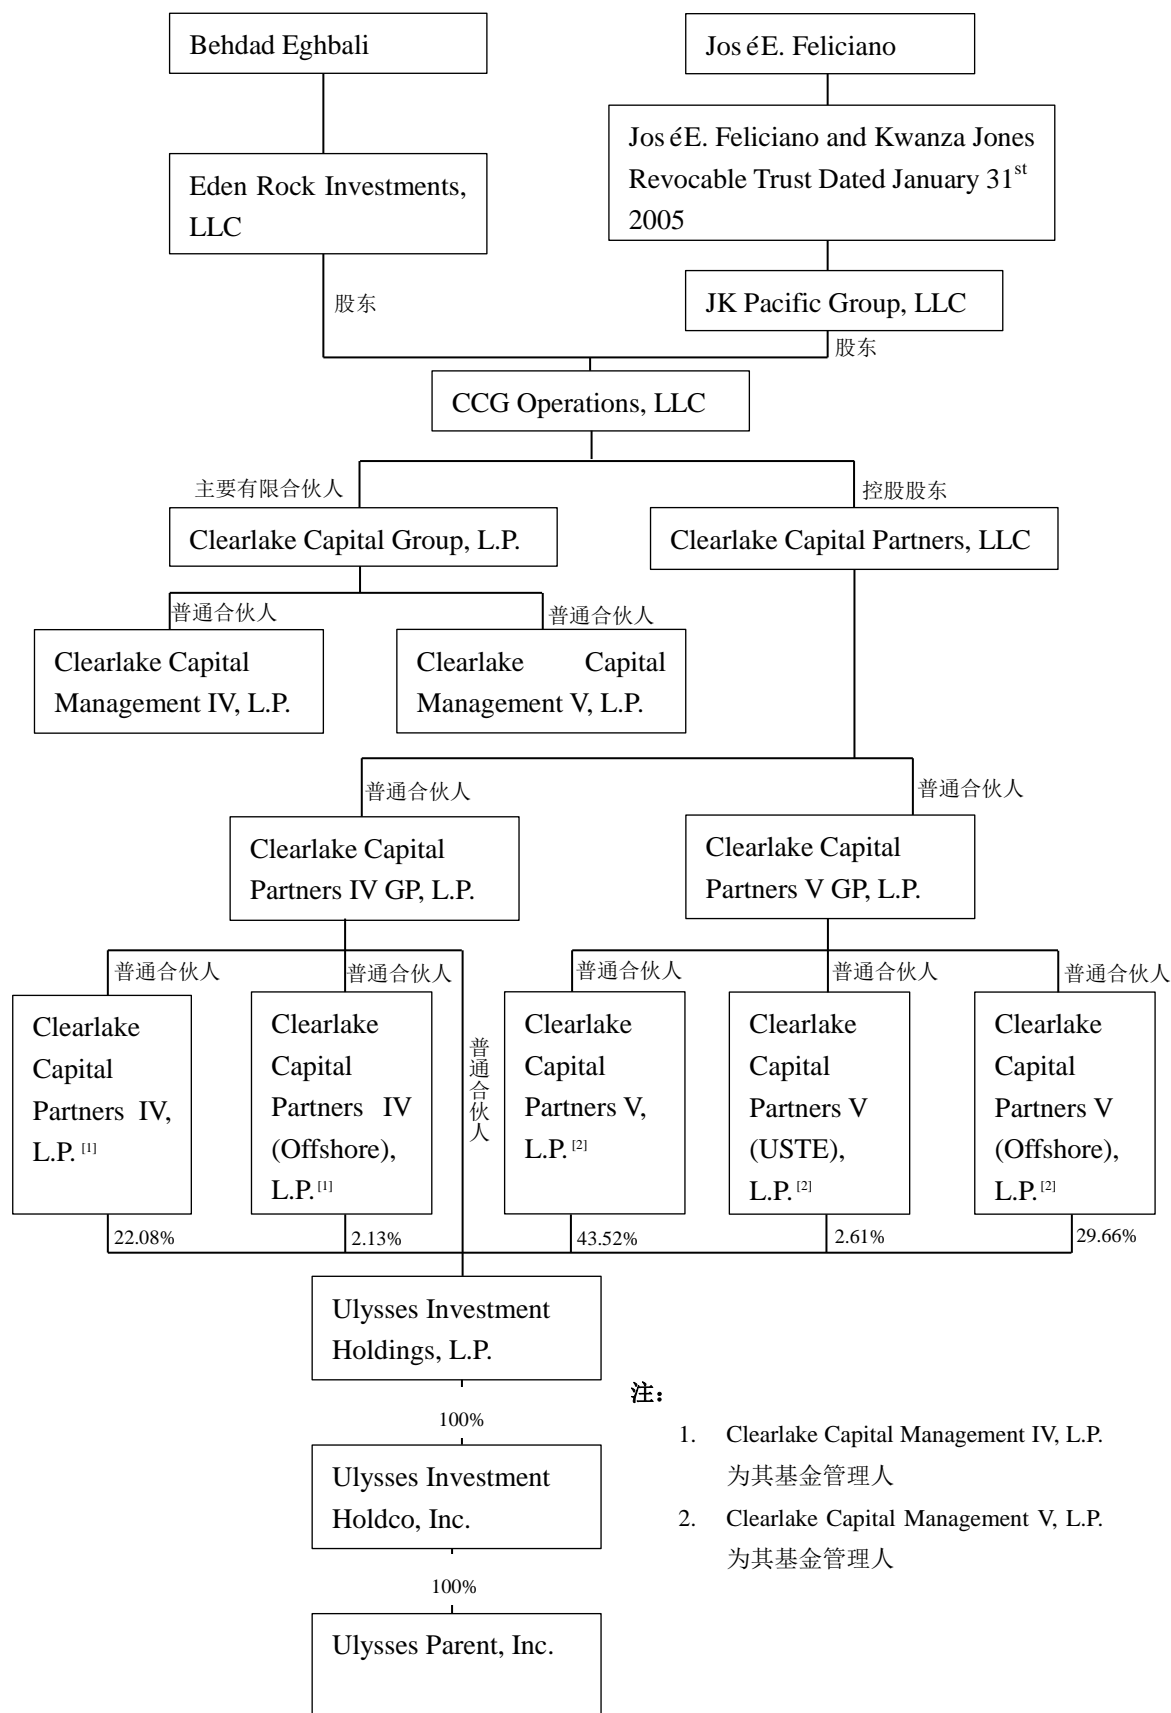 Behdad Eghbali
José E. Feliciano
Eden Rock Investments,
LLC
José E. Feliciano and Kwanza Jones
Revocable Trust Dated January 31st
2005
JK Pacific Group, LLC
股东
股东
CCG Operations, LLC
主要有限合伙人
控股股东
Clearlake Capital Group, L.P.
Clearlake Capital Partners, LLC
普通合伙人
普通合伙人
Clearlake Capital
Management IV, L.P.
Clearlake Capital
Management V, L.P.
普通合伙人
普通合伙人
Clearlake Capital
Partners IV GP, L.P.
Clearlake Capital
Partners V GP, L.P.
普通合伙人
普通合伙人
普通合伙人
普通合伙人
普通合伙人
普通合伙人
Clearlake
Capital
Partners IV,
L.P. [1]
Clearlake
Capital
Partners IV
(Offshore),
L.P. [1]
Clearlake
Capital
Partners V,
L.P. [2]
Clearlake
Capital
Partners V
(USTE),
L.P. [2]
Clearlake
Capital
Partners V
(Offshore),
L.P. [2]
22.08%
2.13%
43.52%
2.61%
29.66%
Ulysses Investment
Holdings, L.P.
100%
Ulysses Investment
Holdco, Inc.
100%
Ulysses Parent, Inc.
注：
1. Clearlake Capital Management IV, L.P.
为其基金管理人
2. Clearlake Capital Management V, L.P.
为其基金管理人